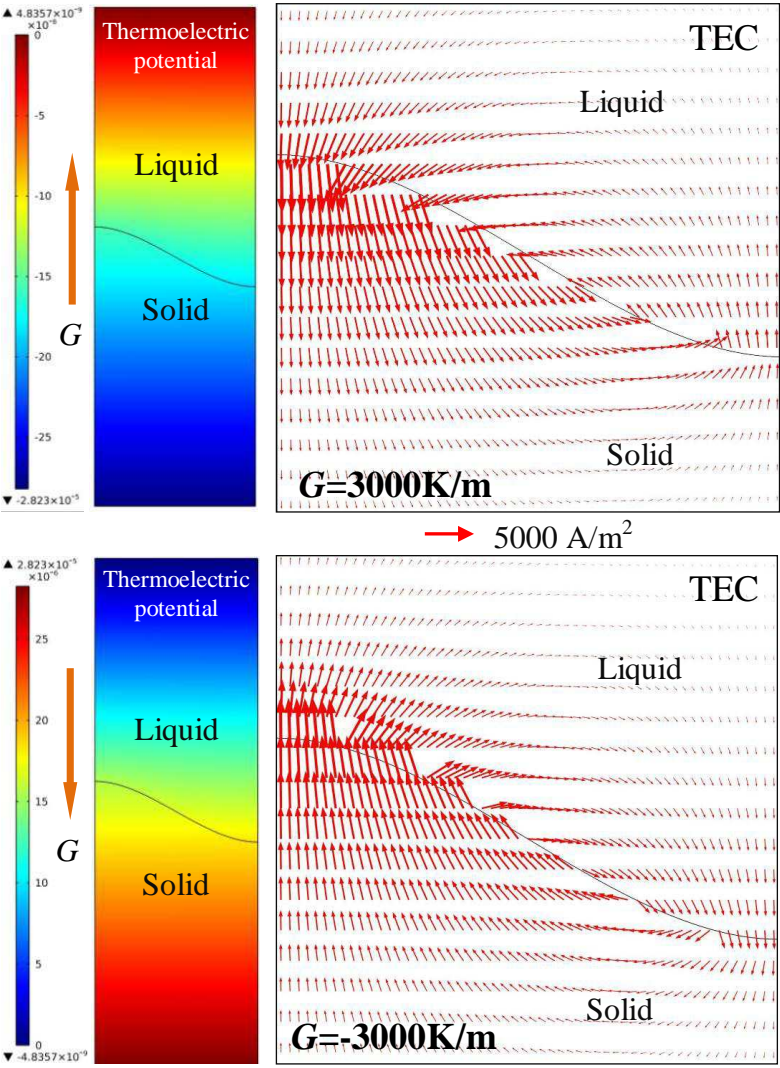 ▲ 4.8357×10⁻⁹
×10⁻⁶
0
-5
-10
-15
-20
-25
▼ -2.823×10⁻⁵
G
Thermoelectric
potential
Liquid
Solid
TEC
Liquid
Solid
G=3000K/m
5000 A/m²
▲ 2.823×10⁻⁵
×10⁻⁶
25
20
15
10
5
0
▼ -4.8357×10⁻⁹
G
Thermoelectric
potential
Liquid
Solid
TEC
Liquid
Solid
G=-3000K/m